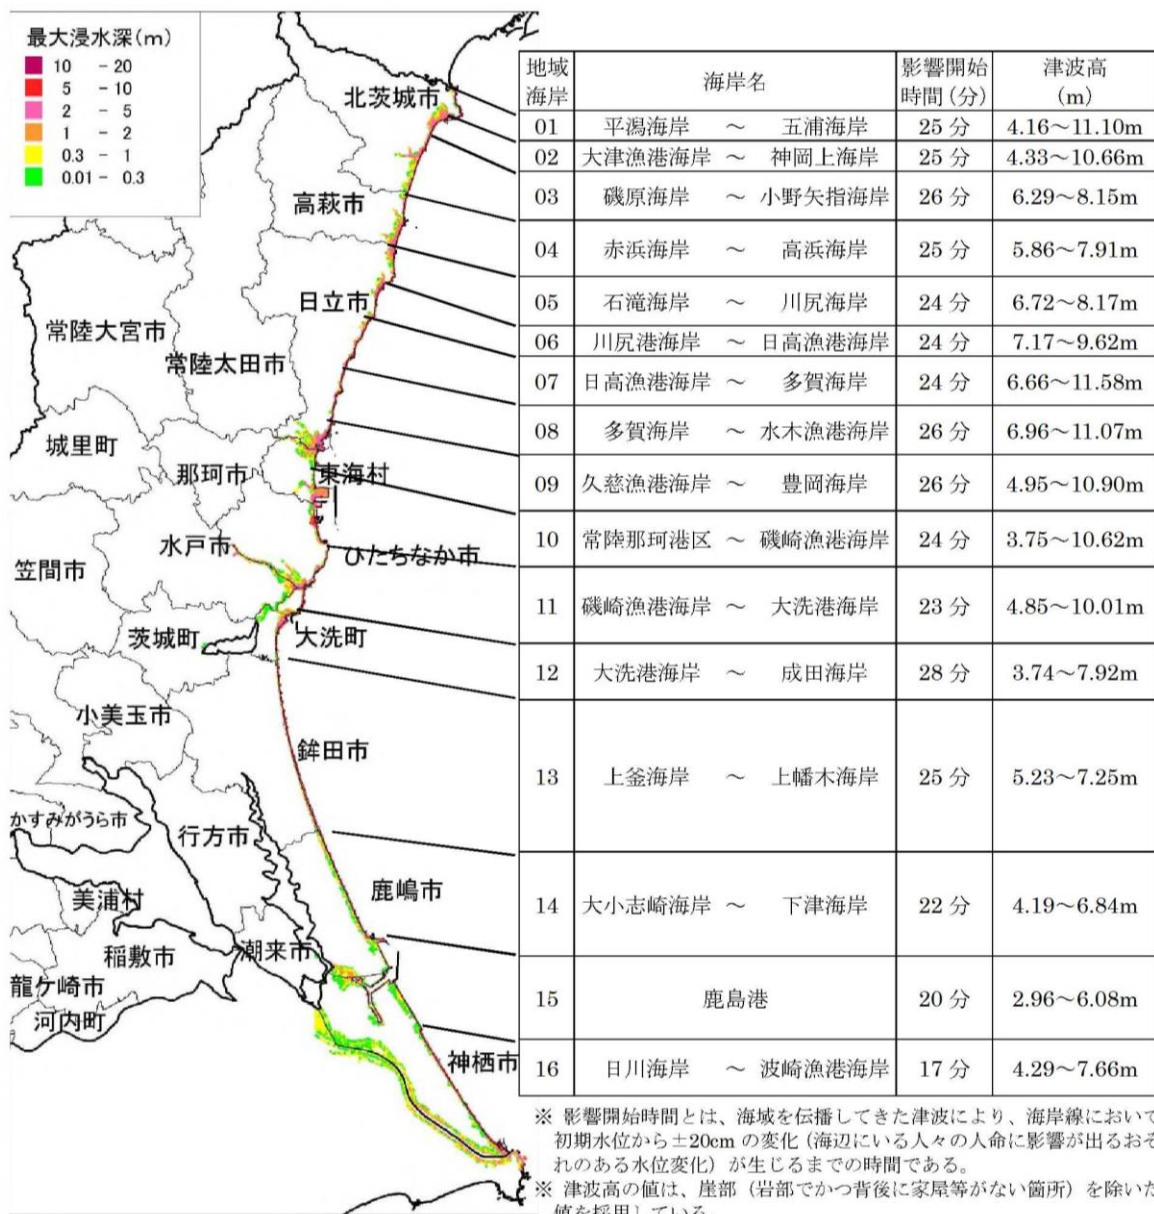 最大浸水深(m)
10 - 20
5 - 10
2 - 5
1 - 2
0.3 - 1
0.01 - 0.3
北茨城市
高萩市
日立市
常陸大宮市
常陸太田市
城里町
那珂市
東海村
水戸市
ひたちなか市
笠間市
茨城町
大洗町
小美玉市
鉾田市
かすみがうら市
行方市
美浦村
鹿嶋市
稲敷市
潮来市
龍ケ崎市
河内町
神栖市
地域海岸 海岸名 影響開始時間(分) 津波高(m)
01 平潟海岸 ～ 五浦海岸 25分 4.16～11.10m
02 大津漁港海岸 ～ 神岡上海岸 25分 4.33～10.66m
03 磯原海岸 ～ 小野矢指海岸 26分 6.29～8.15m
04 赤浜海岸 ～ 高浜海岸 25分 5.86～7.91m
05 石滝海岸 ～ 川尻海岸 24分 6.72～8.17m
06 川尻港海岸 ～ 日高漁港海岸 24分 7.17～9.62m
07 日高漁港海岸 ～ 多賀海岸 24分 6.66～11.58m
08 多賀海岸 ～ 水木漁港海岸 26分 6.96～11.07m
09 久慈漁港海岸 ～ 豊岡海岸 26分 4.95～10.90m
10 常陸那珂港区 ～ 磯崎漁港海岸 24分 3.75～10.62m
11 磯崎漁港海岸 ～ 大洗港海岸 23分 4.85～10.01m
12 大洗港海岸 ～ 成田海岸 28分 3.74～7.92m
13 上釜海岸 ～ 上幡木海岸 25分 5.23～7.25m
14 大小志崎海岸 ～ 下津海岸 22分 4.19～6.84m
15 鹿島港 20分 2.96～6.08m
16 日川海岸 ～ 波崎漁港海岸 17分 4.29～7.66m
※ 影響開始時間とは、海域を伝播してきた津波により、海岸線において
初期水位から±20cmの変化（海辺にいる人々の人命に影響が出るおそ
れのある水位変化）が生じるまでの時間である。
※ 津波高の値は、崖部（岩部でかつ背後に家屋等がない箇所）を除いた
値を採用している。